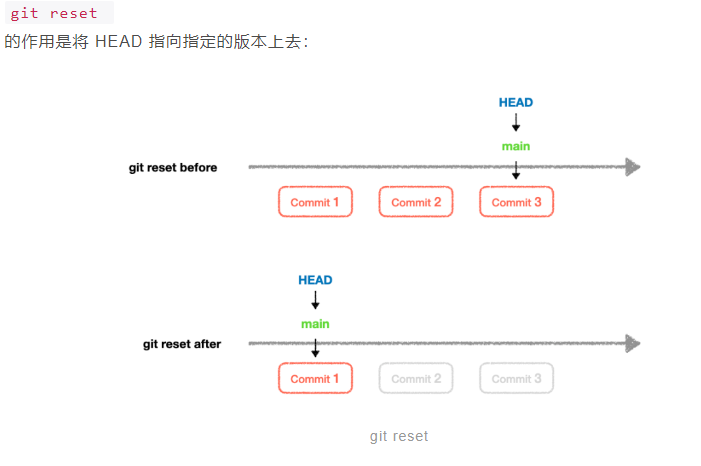 git reset
的作用是将 HEAD 指向指定的版本上去：
HEAD
main
git reset before
Commit 1 Commit 2 Commit 3
HEAD
main
git reset after
Commit 1 Commit 2 Commit 3
git reset